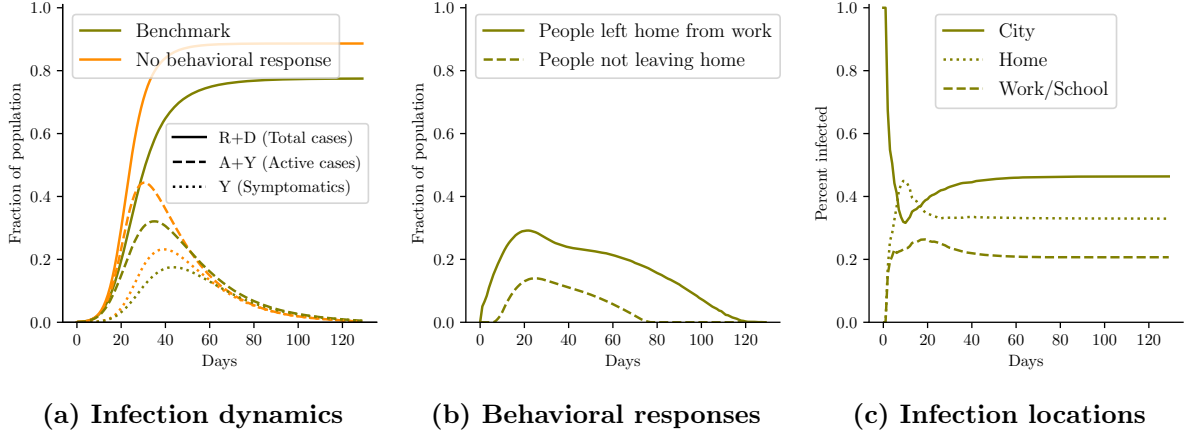 1.0
0.8
0.6
0.4
0.2
0.0
Fraction of population
Benchmark
No behavioral response
R+D (Total cases)
A+Y (Active cases)
Y (Symptomatics)
0 20 40 60 80 100 120
Days
(a) Infection dynamics
1.0
0.8
0.6
0.4
0.2
0.0
Fraction of population
People left home from work
People not leaving home
0 20 40 60 80 100 120
Days
(b) Behavioral responses
1.0
0.8
0.6
0.4
0.2
0.0
Percent infected
City
Home
Work/School
0 20 40 60 80 100 120
Days
(c) Infection locations